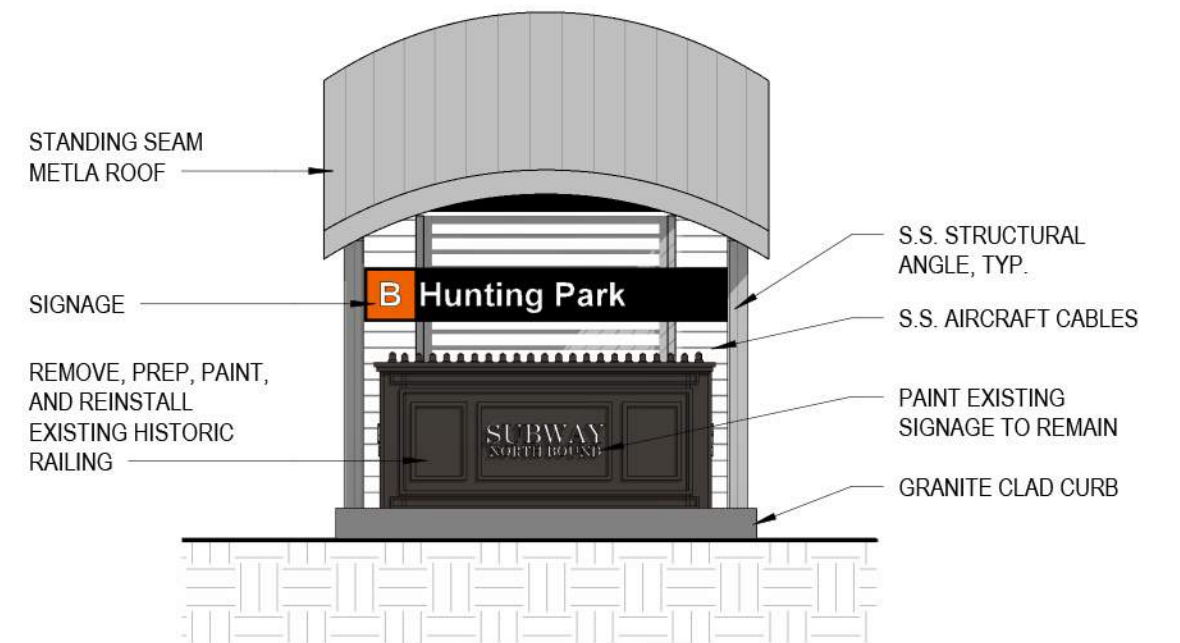 STANDING SEAM
METLA ROOF
SIGNAGE
REMOVE, PREP, PAINT,
AND REINSTALL
EXISTING HISTORIC
RAILING
B Hunting Park
SUBWAY
NORTH BOUND
S.S. STRUCTURAL
ANGLE, TYP.
S.S. AIRCRAFT CABLES
PAINT EXISTING
SIGNAGE TO REMAIN
GRANITE CLAD CURB